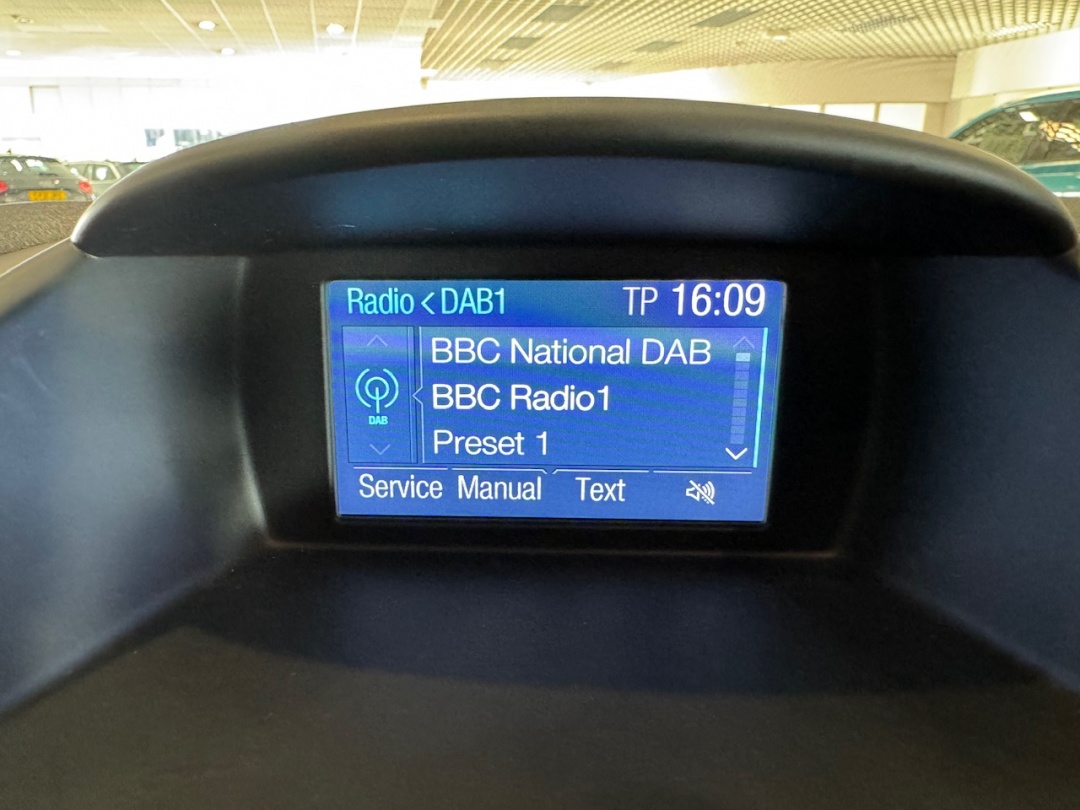 Radio < DAB1 TP 16:09
BBC National DAB
BBC Radio1
DAB
Preset 1
Service Manual Text